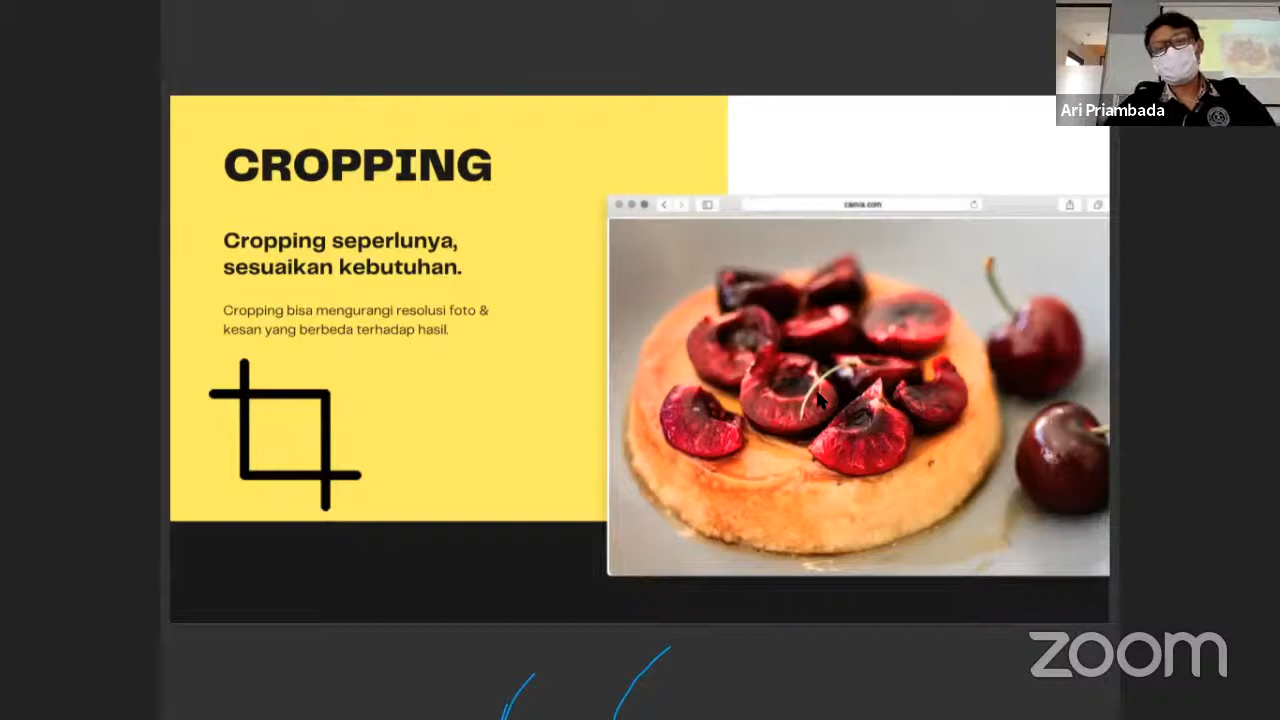 Ari Priambada
CROPPING
canva.com
Cropping seperlunya,
sesuaikan kebutuhan.
Cropping bisa mengurangi resolusi foto &
kesan yang berbeda terhadap hasil.
zoom